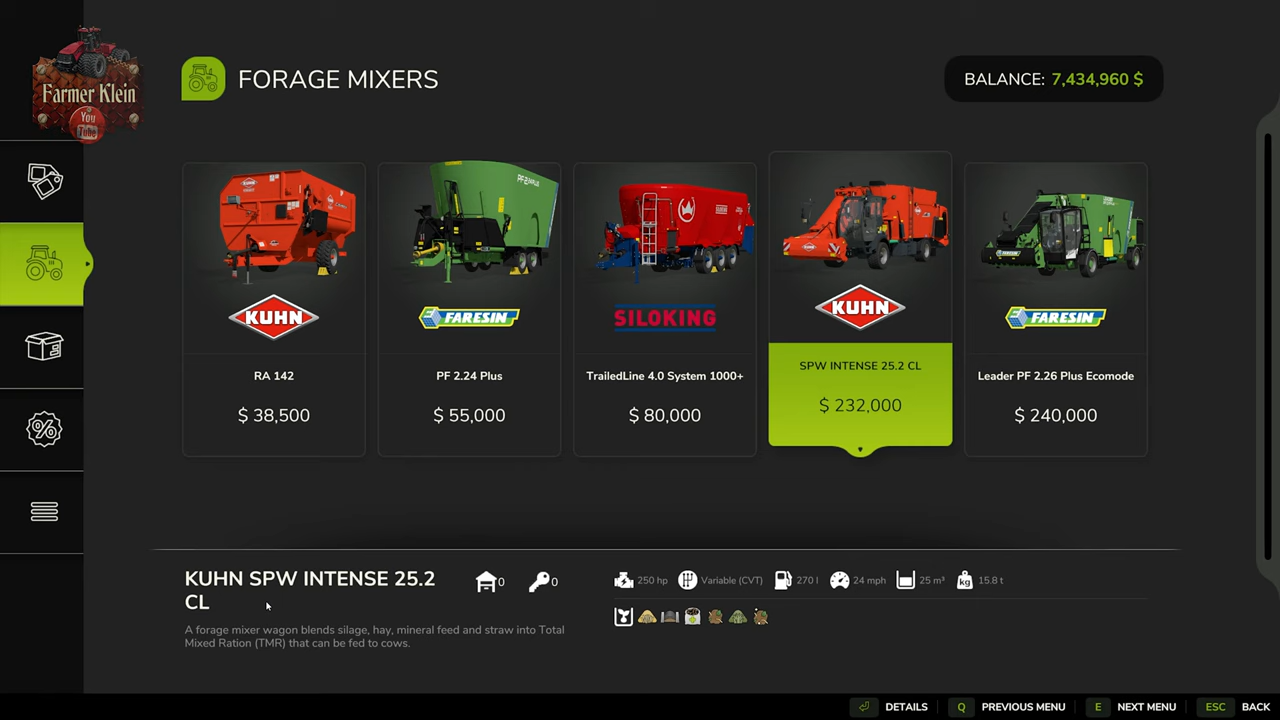 Farmer Klein
You
Tube
FORAGE MIXERS
BALANCE: 7,434,960 $
KUHN
FARESIN
SILOKING
KUHN
FARESIN
RA 142
PF 2.24 Plus
TrailedLine 4.0 System 1000+
SPW INTENSE 25.2 CL
Leader PF 2.26 Plus Ecomode
$ 38,500
$ 55,000
$ 80,000
$ 232,000
$ 240,000
KUHN SPW INTENSE 25.2
CL
0
0
250 hp
Variable (CVT)
270 l
24 mph
25 m³
kg
15.8 t
A forage mixer wagon blends silage, hay, mineral feed and straw into Total
Mixed Ration (TMR) that can be fed to cows.
DETAILS
Q PREVIOUS MENU
E NEXT MENU
ESC BACK